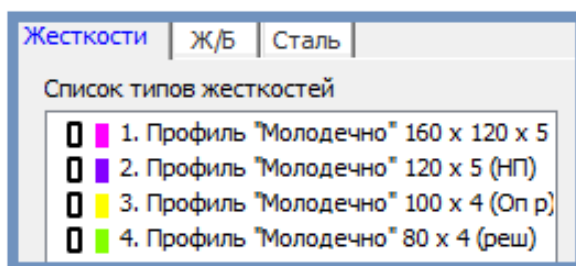 Жесткости Ж/Б Сталь
Список типов жесткостей
1. Профиль "Молодечно" 160 x 120 x 5
2. Профиль "Молодечно" 120 x 5 (НП)
3. Профиль "Молодечно" 100 x 4 (Оп р)
4. Профиль "Молодечно" 80 x 4 (реш)